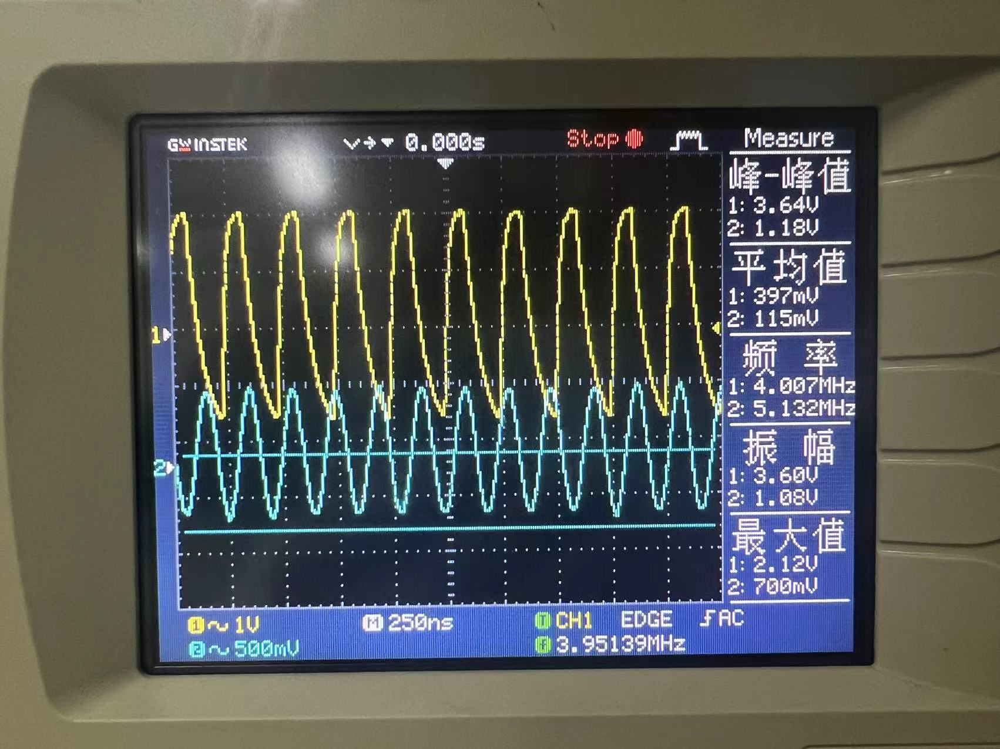 GWINSTEK 0.000s Stop Measure
峰-峰值
1: 3.64V
2: 1.18V
平均值
1: 397mV
2: 115mV
频 率
1: 4.007MHz
2: 5.132MHz
振 幅
1: 3.60V
2: 1.08V
最大值
1: 2.12V
2: 700mV
1
2
1 ~ 1V M 250ns T CH1 EDGE AC
2 ~ 500mV 3.95139MHz